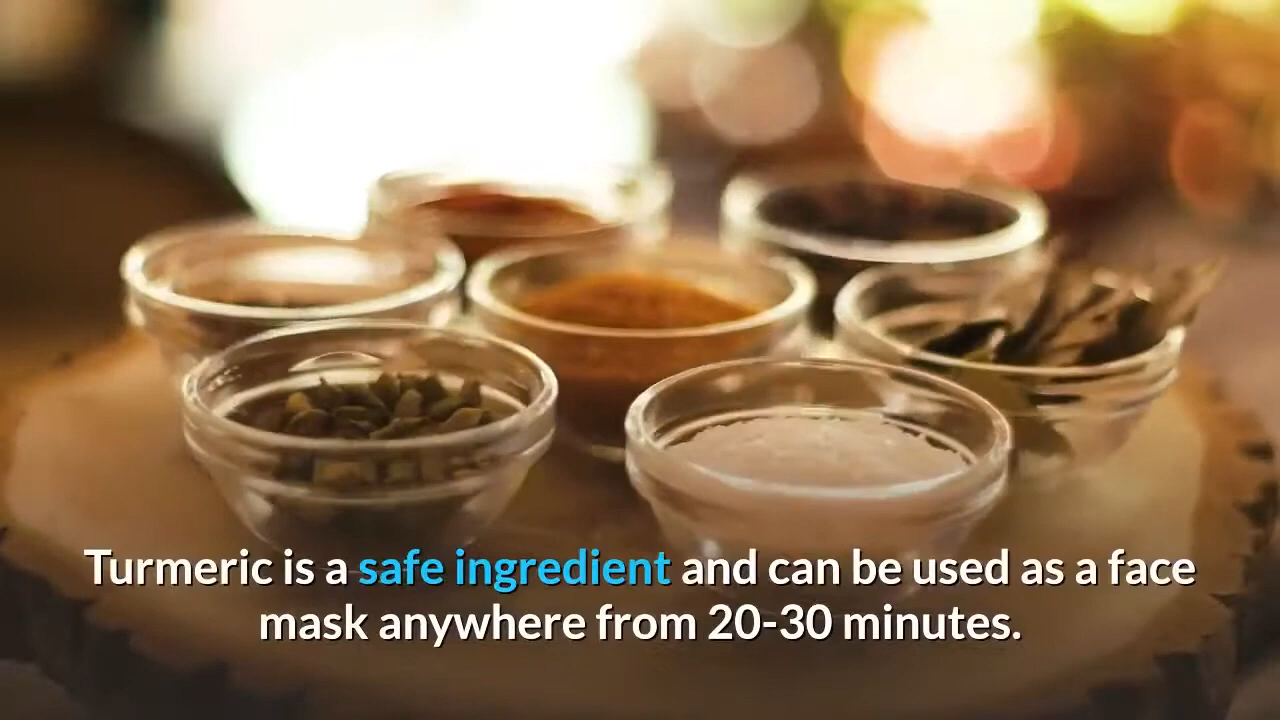 Turmeric is a safe ingredient and can be used as a face
mask anywhere from 20-30 minutes.